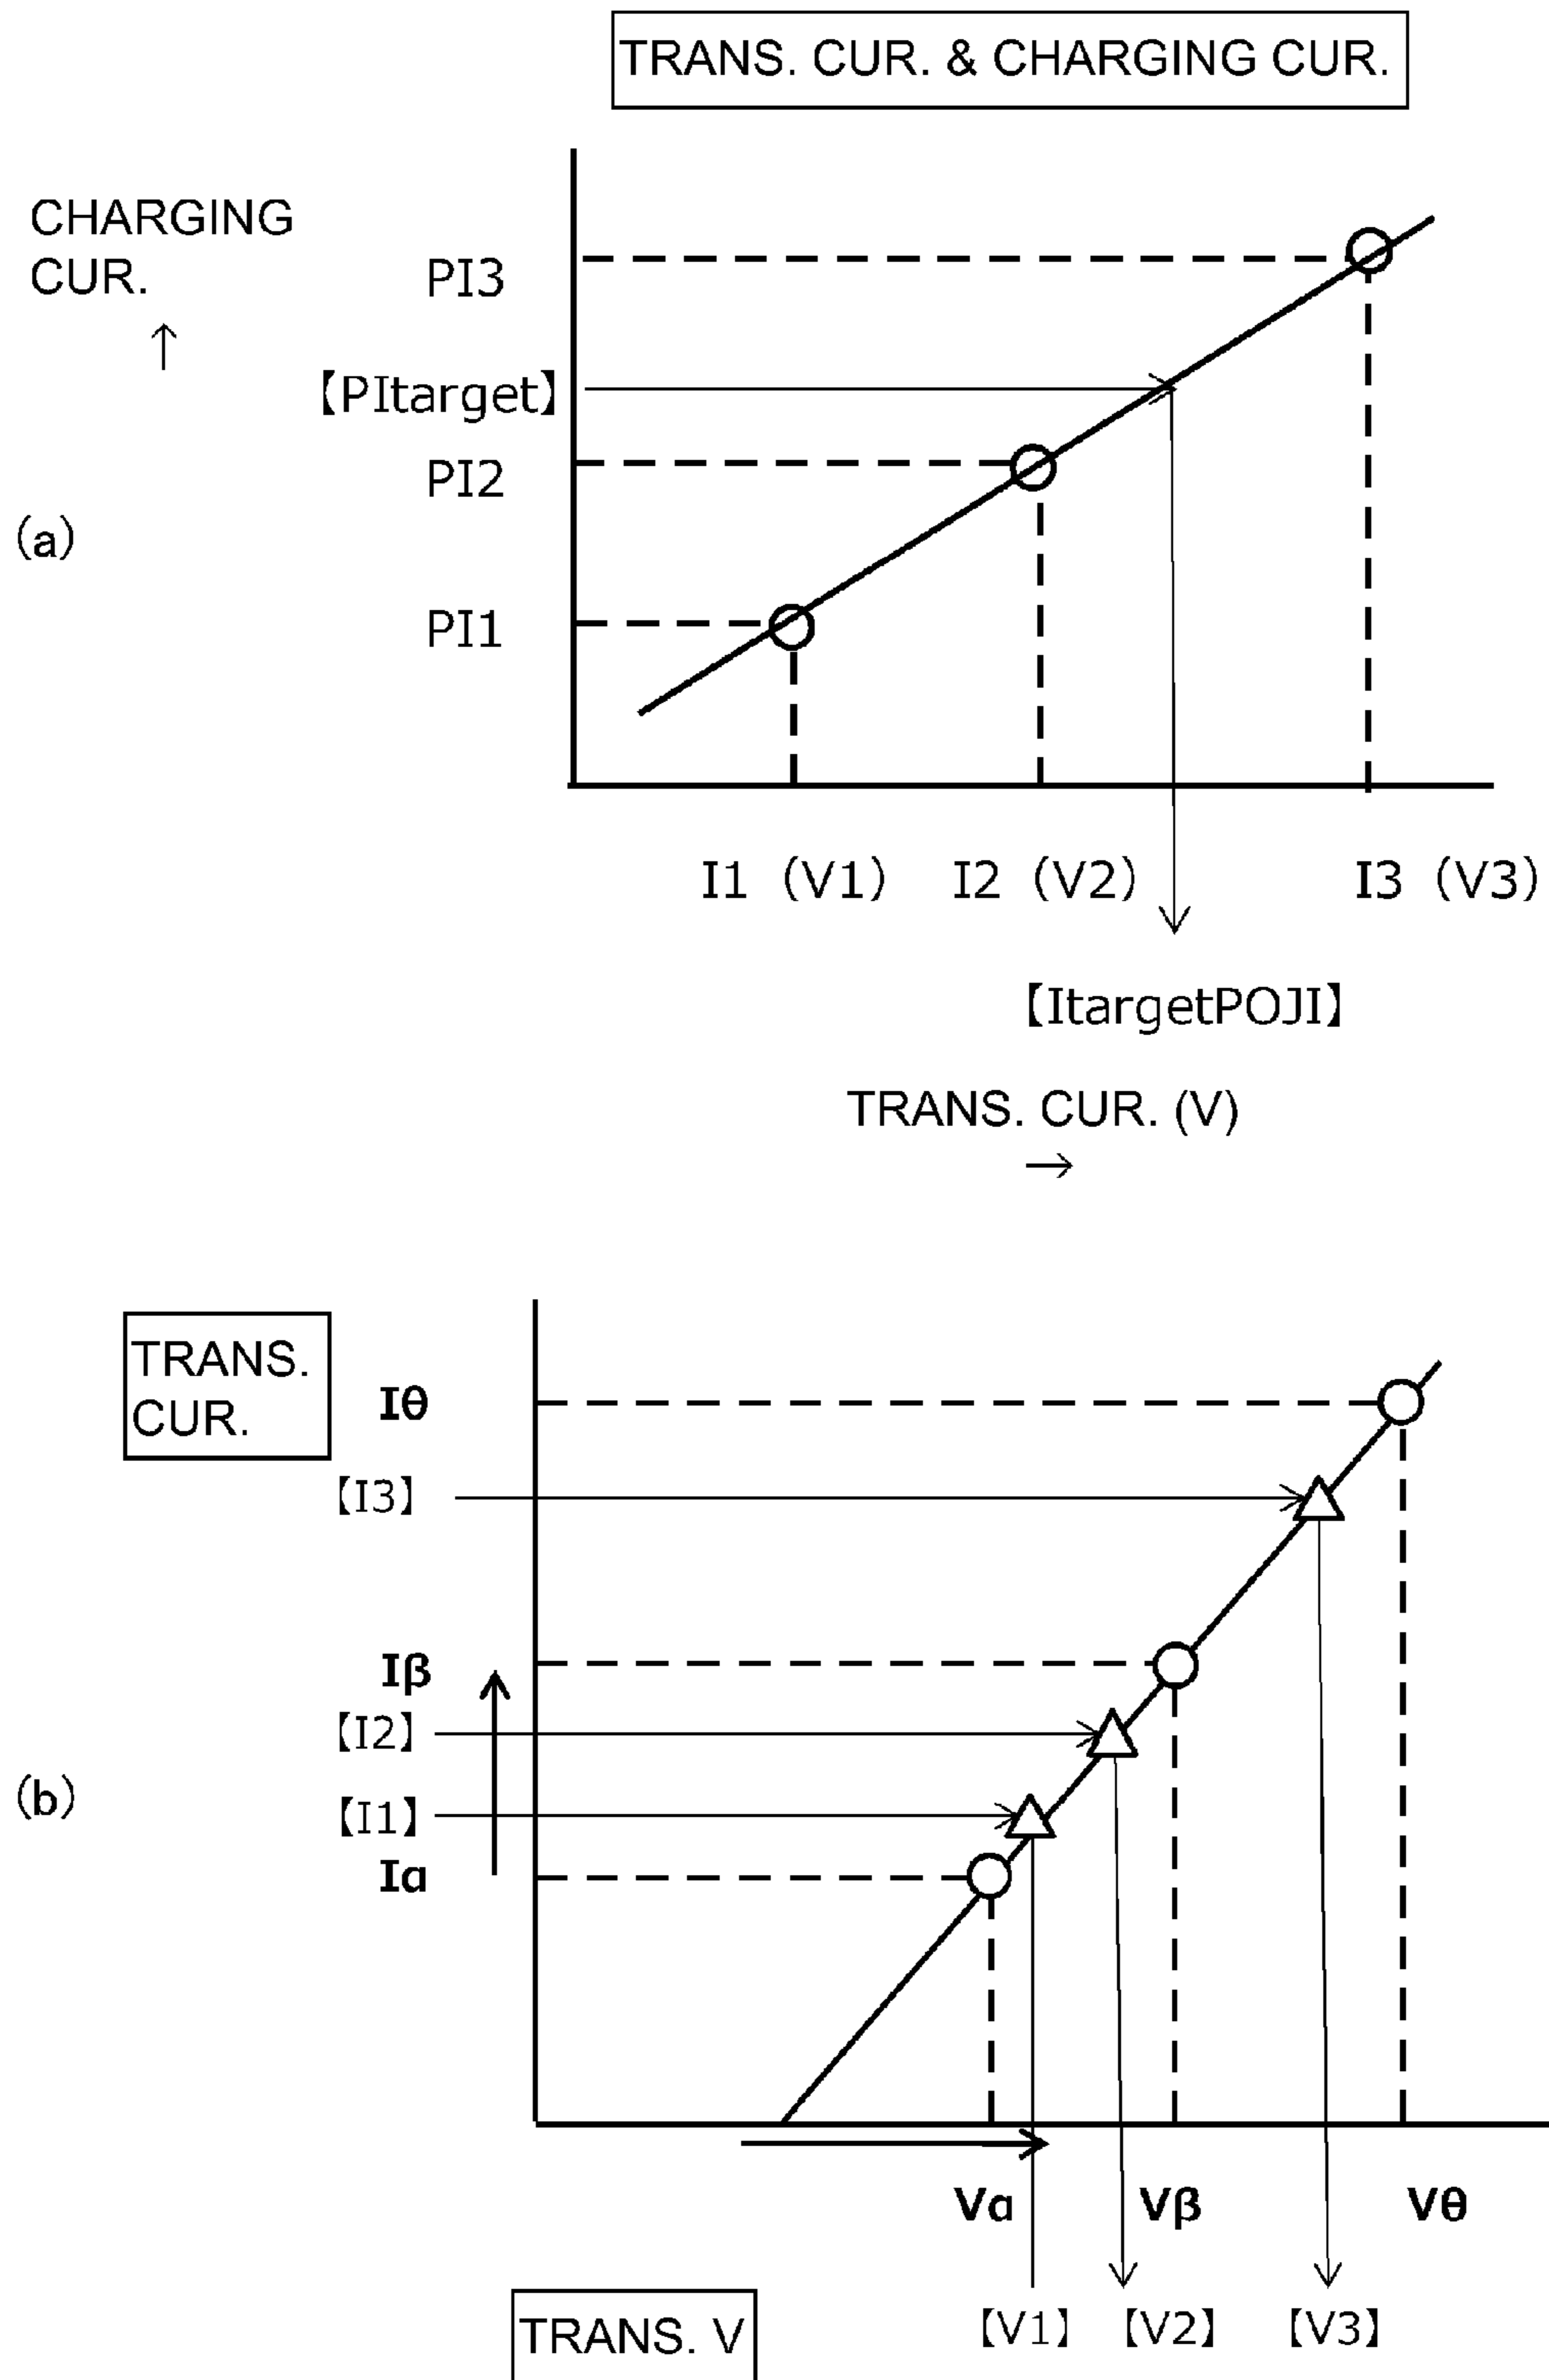 TRANS. CUR. & CHARGING CUR.
CHARGING
CUR.
↑
PI3
【PItarget】
PI2
(a)
PI1
I1 (V1)
I2 (V2)
I3 (V3)
【ItargetPOJI】
TRANS. CUR. (V)
→
TRANS.
CUR.
Iθ
【I3】
Iβ
【I2】
(b)
【I1】
Iα
Vα
Vβ
Vθ
TRANS. V
【V1】
【V2】
【V3】